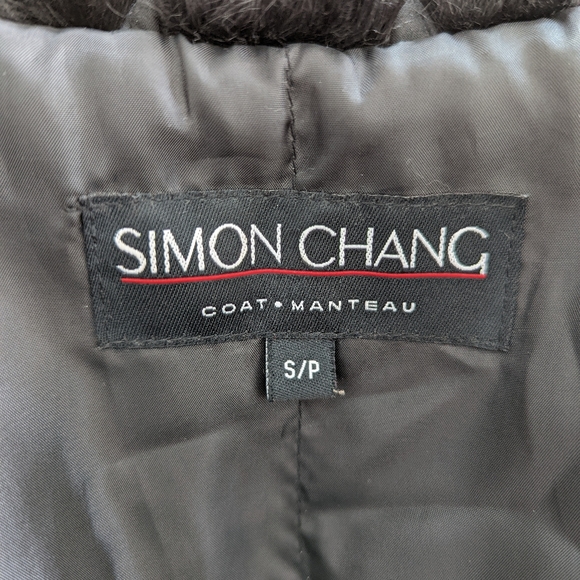 SIMON CHANG
COAT • MANTEAU
S/P